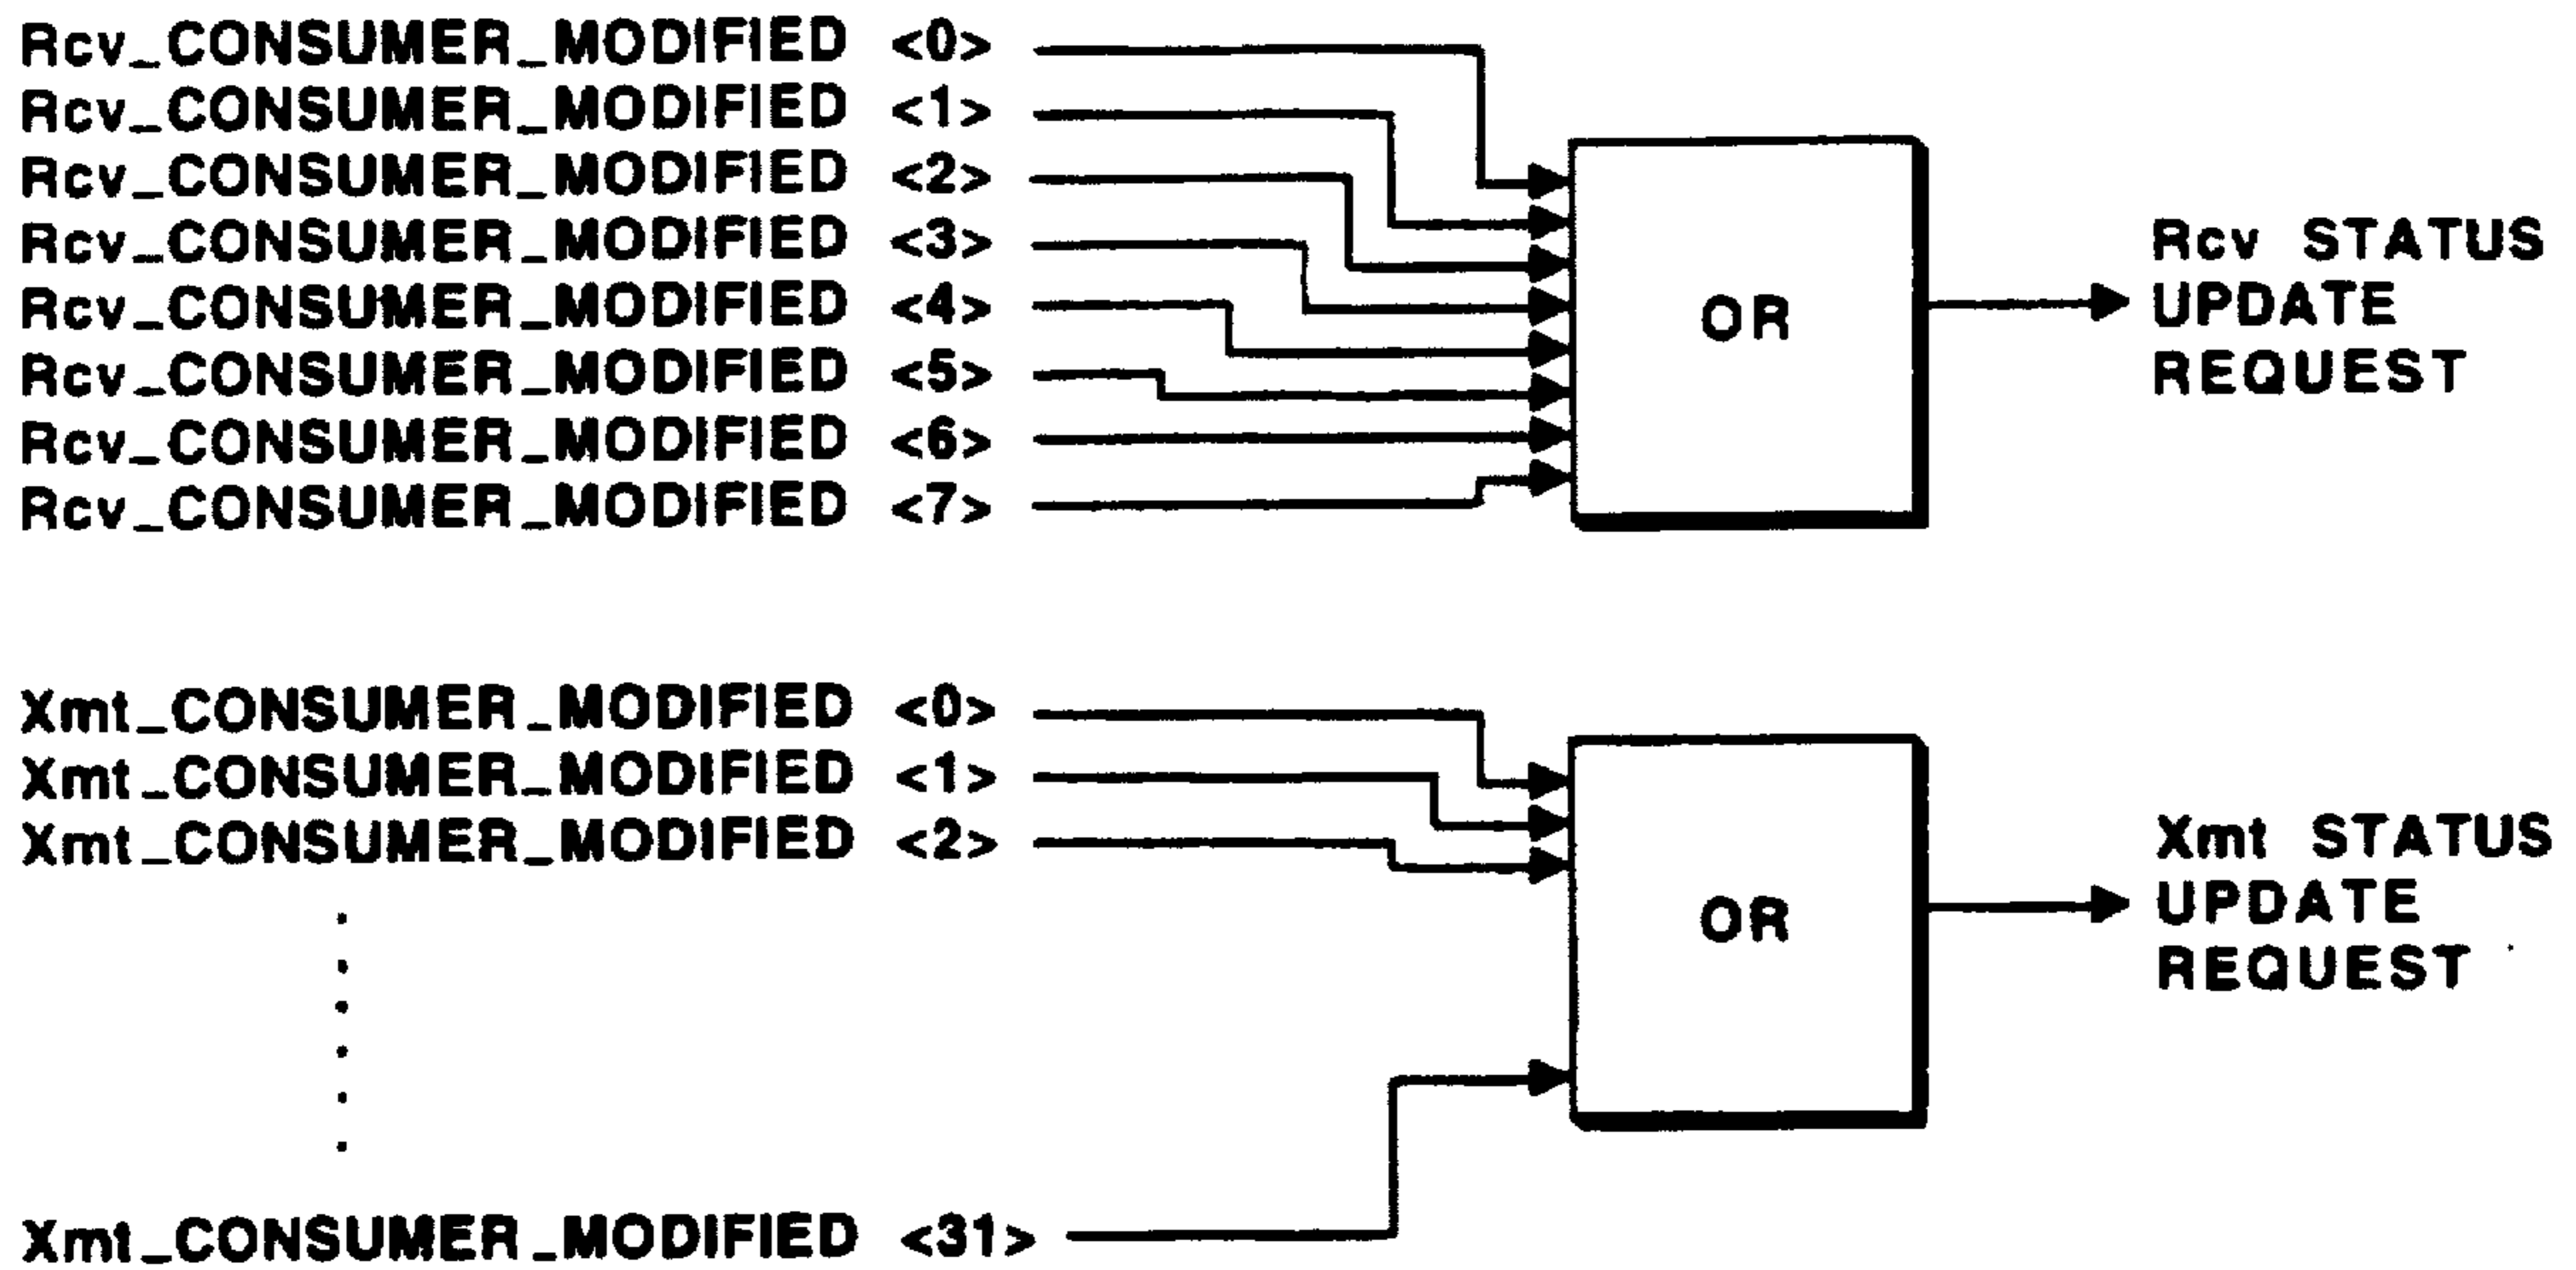 Rcv_CONSUMER_MODIFIED <0>
Rcv_CONSUMER_MODIFIED <1>
Rcv_CONSUMER_MODIFIED <2>
Rcv_CONSUMER_MODIFIED <3>
Rcv_CONSUMER_MODIFIED <4>
Rcv_CONSUMER_MODIFIED <5>
Rcv_CONSUMER_MODIFIED <6>
Rcv_CONSUMER_MODIFIED <7>
OR
Rcv STATUS
UPDATE
REQUEST
Xmt_CONSUMER_MODIFIED <0>
Xmt_CONSUMER_MODIFIED <1>
Xmt_CONSUMER_MODIFIED <2>
Xmt_CONSUMER_MODIFIED <31>
OR
Xmt STATUS
UPDATE
REQUEST